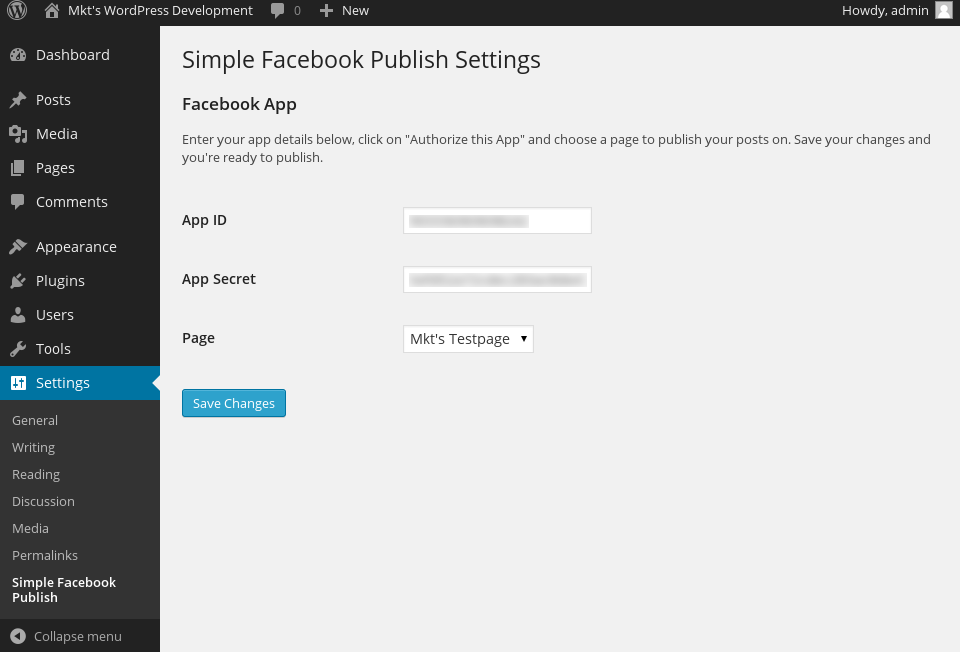 Mkt's WordPress Development 0 New Howdy, admin
Dashboard
Posts
Media
Pages
Comments
Appearance
Plugins
Users
Tools
Settings
General
Writing
Reading
Discussion
Media
Permalinks
Simple Facebook
Publish
Collapse menu
Simple Facebook Publish Settings
Facebook App
Enter your app details below, click on "Authorize this App" and choose a page to publish your posts on. Save your changes and
you're ready to publish.
App ID
App Secret
Page Mkt's Testpage
Save Changes